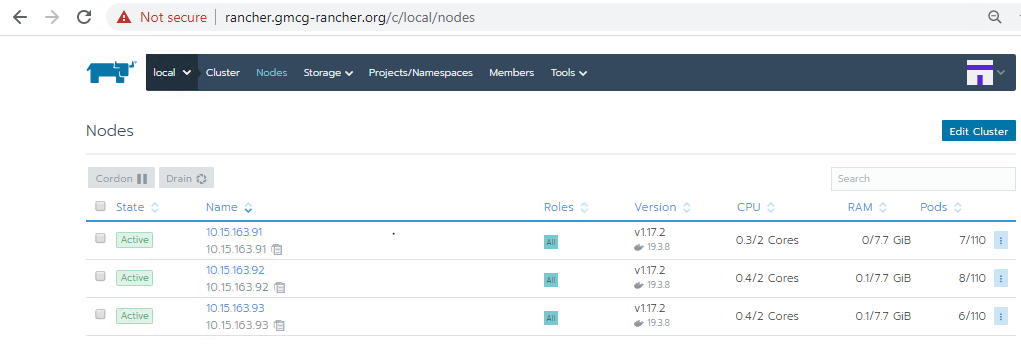 Not secure | rancher.gmcg-rancher.org/c/local/nodes
local Cluster Nodes Storage Projects/Namespaces Members Tools
Nodes
Edit Cluster
Cordon Drain Search
State Name Roles Version CPU RAM Pods
Active 10.15.163.91 All v1.17.2 0.3/2 Cores 0/7.7 GiB 7/110
10.15.163.91 19.3.8
Active 10.15.163.92 All v1.17.2 0.4/2 Cores 0.1/7.7 GiB 8/110
10.15.163.92 19.3.8
Active 10.15.163.93 All v1.17.2 0.4/2 Cores 0.1/7.7 GiB 6/110
10.15.163.93 19.3.8